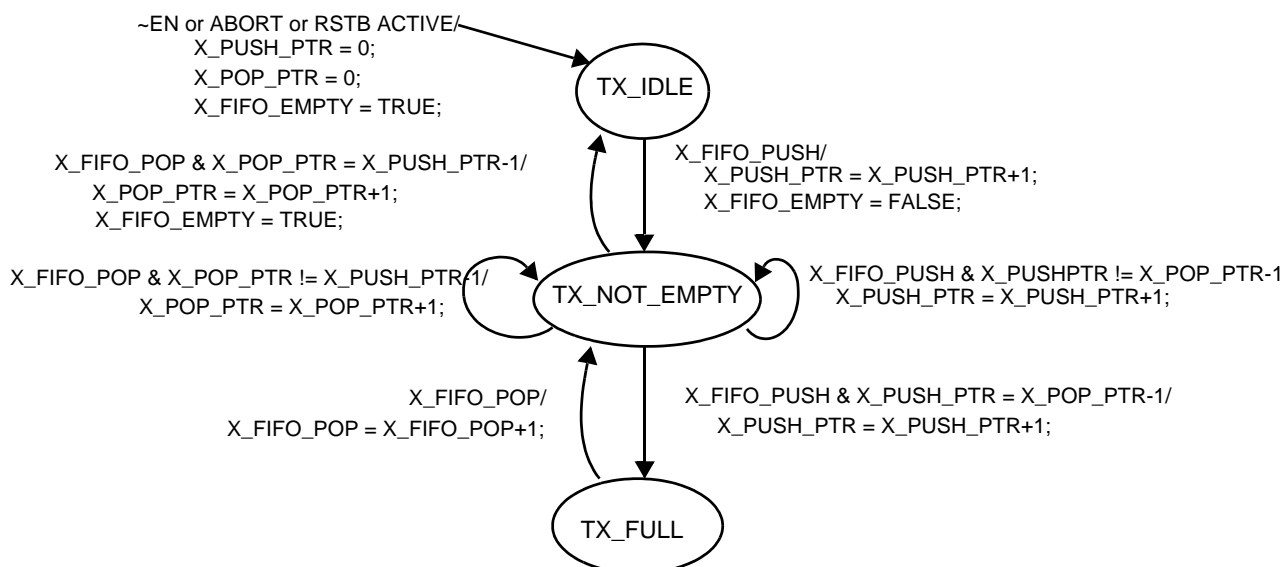 ~EN or ABORT or RSTB ACTIVE/
X_PUSH_PTR = 0;
X_POP_PTR = 0;
X_FIFO_EMPTY = TRUE;
TX_IDLE
X_FIFO_POP & X_POP_PTR = X_PUSH_PTR-1/
X_POP_PTR = X_POP_PTR+1;
X_FIFO_EMPTY = TRUE;
X_FIFO_PUSH/
X_PUSH_PTR = X_PUSH_PTR+1;
X_FIFO_EMPTY = FALSE;
X_FIFO_POP & X_POP_PTR != X_PUSH_PTR-1/
X_POP_PTR = X_POP_PTR+1;
TX_NOT_EMPTY
X_FIFO_PUSH & X_PUSHPTR != X_POP_PTR-1
X_PUSH_PTR = X_PUSH_PTR+1;
X_FIFO_POP/
X_FIFO_POP = X_FIFO_POP+1;
X_FIFO_PUSH & X_PUSH_PTR = X_POP_PTR-1/
X_PUSH_PTR = X_PUSH_PTR+1;
TX_FULL